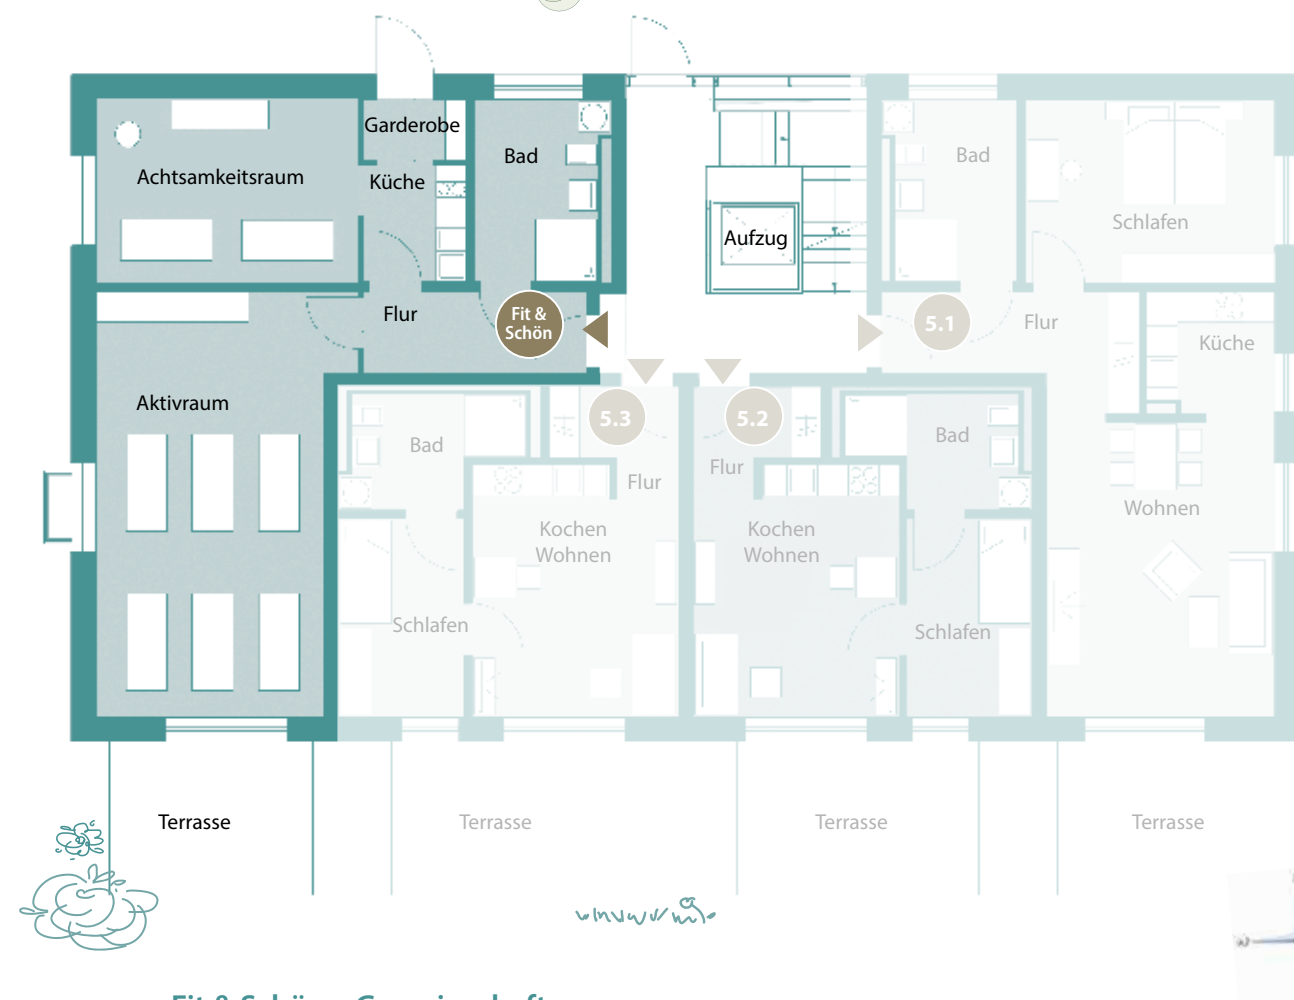 Garderobe
Achtsamkeitsraum
Küche
Bad
Aufzug
Bad
Schlafen
Flur
Fit &
Schön
5.1
Flur
Küche
Aktivraum
5.3
5.2
Bad
Flur
Flur
Bad
Kochen
Wohnen
Kochen
Wohnen
Wohnen
Schlafen
Schlafen
Terrasse
Terrasse
Terrasse
Terrasse